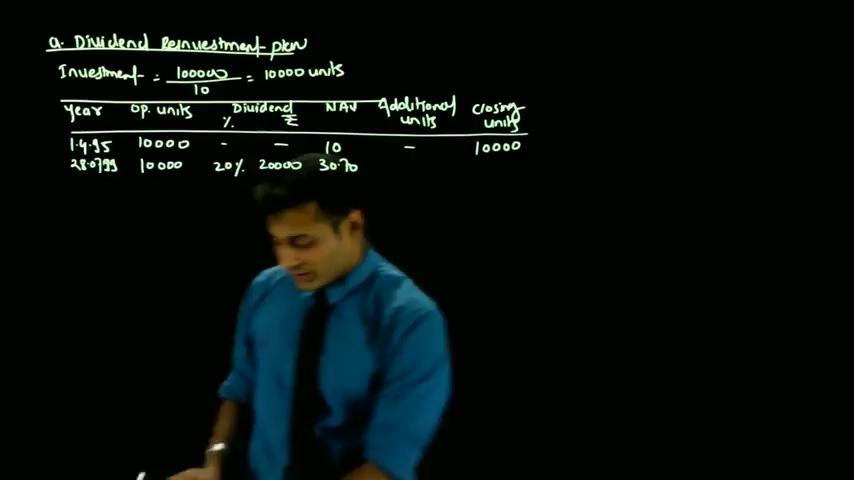 a. Dividend Reinvestment plan
Investment = 100000 / 10 = 10000 units
Year Op. units Dividend % ₹ NAV Additional units Closing units
1.4.95 10000 - - 10 - 10000
28.07.99 10000 20% 20000 30.70